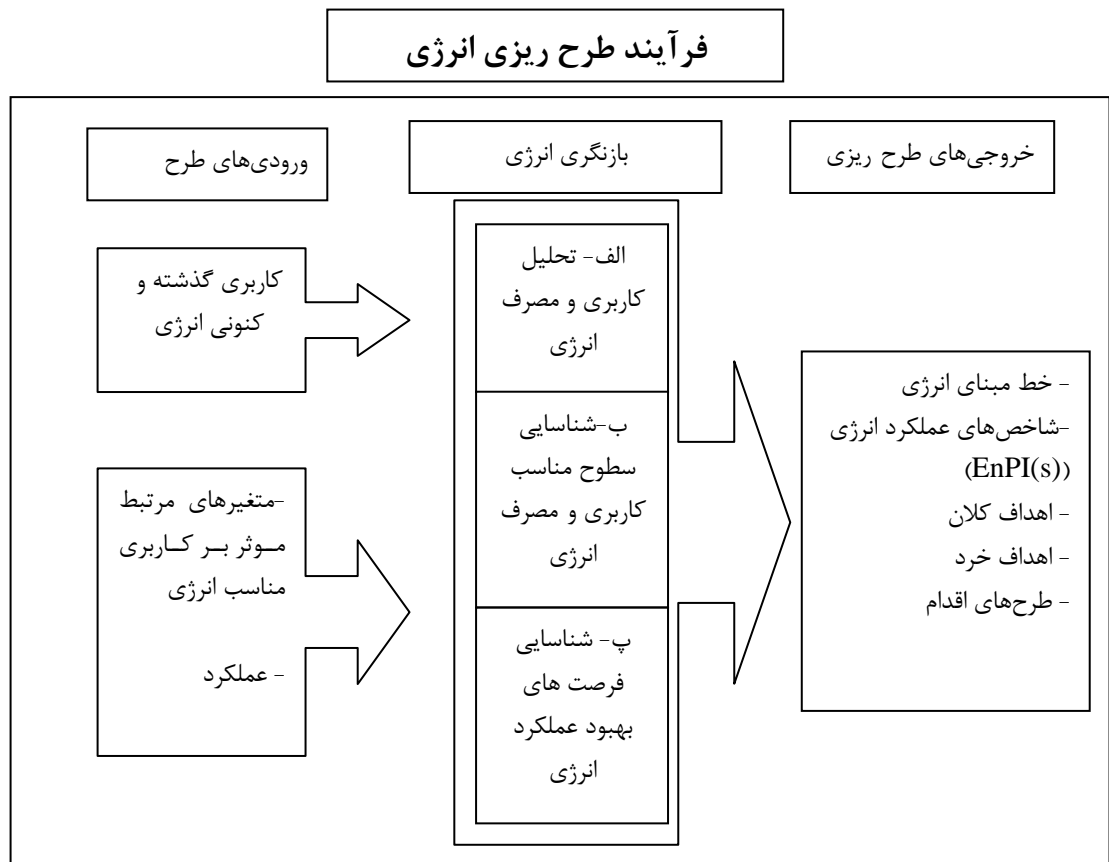 فرآیند طرح ریزی انرژی
ورودی‌های طرح
بازنگری انرژی
خروجی‌های طرح ریزی
کاربری گذشته و
کنونی انرژی
-متغیرهای مرتبط
موثر بر کاربری
مناسب انرژی
- عملکرد
الف- تحلیل
کاربری و مصرف
انرژی
ب-شناسایی
سطوح مناسب
کاربری و مصرف
انرژی
پ- شناسایی
فرصت های
بهبود عملکرد
انرژی
- خط مبنای انرژی
-شاخص‌های عملکرد انرژی
(EnPI(s))
- اهداف کلان
- اهداف خرد
- طرح‌های اقدام